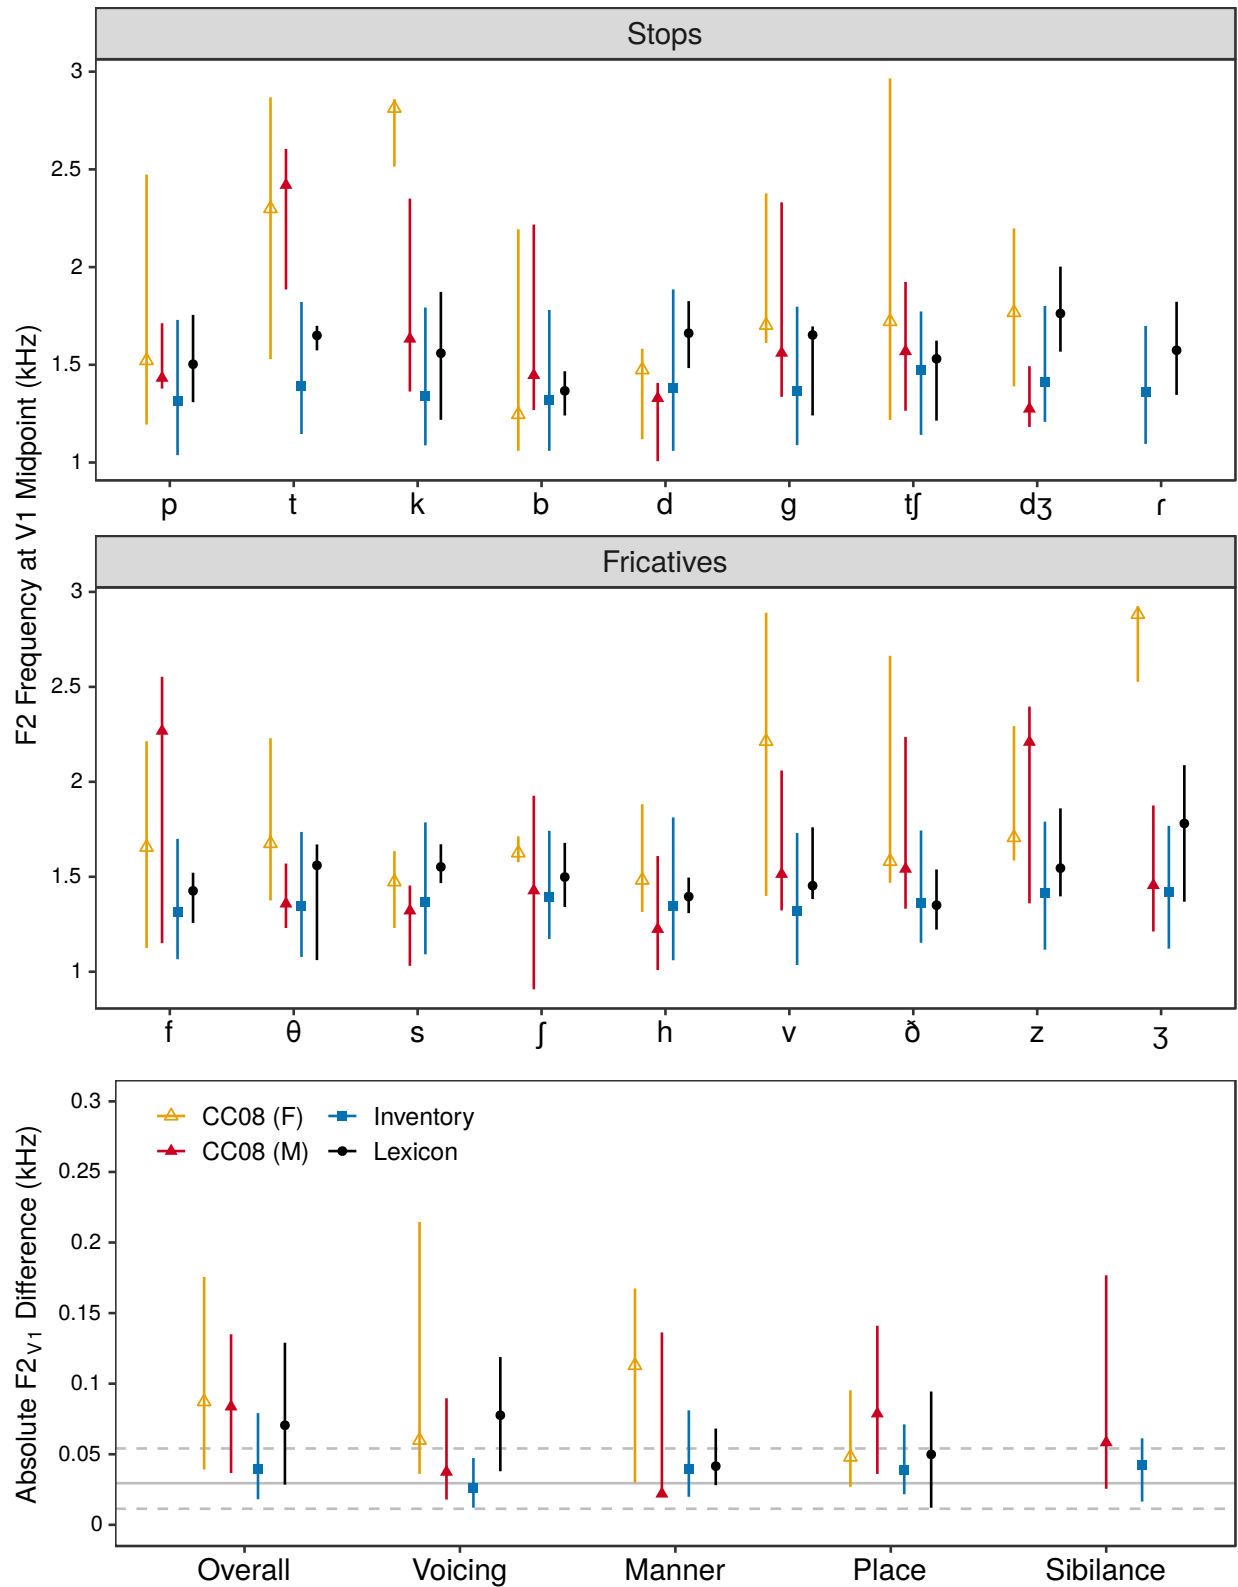 Stops
3
2.5
2
1.5
1
p t k b d g tʃ dʒ ɾ
F2 Frequency at V1 Midpoint (kHz)
Fricatives
3
2.5
2
1.5
1
f θ s ʃ h v ð z ʒ
CC08 (F) Inventory
CC08 (M) Lexicon
Absolute F2V1 Difference (kHz)
0.3
0.25
0.2
0.15
0.1
0.05
0
Overall Voicing Manner Place Sibilance